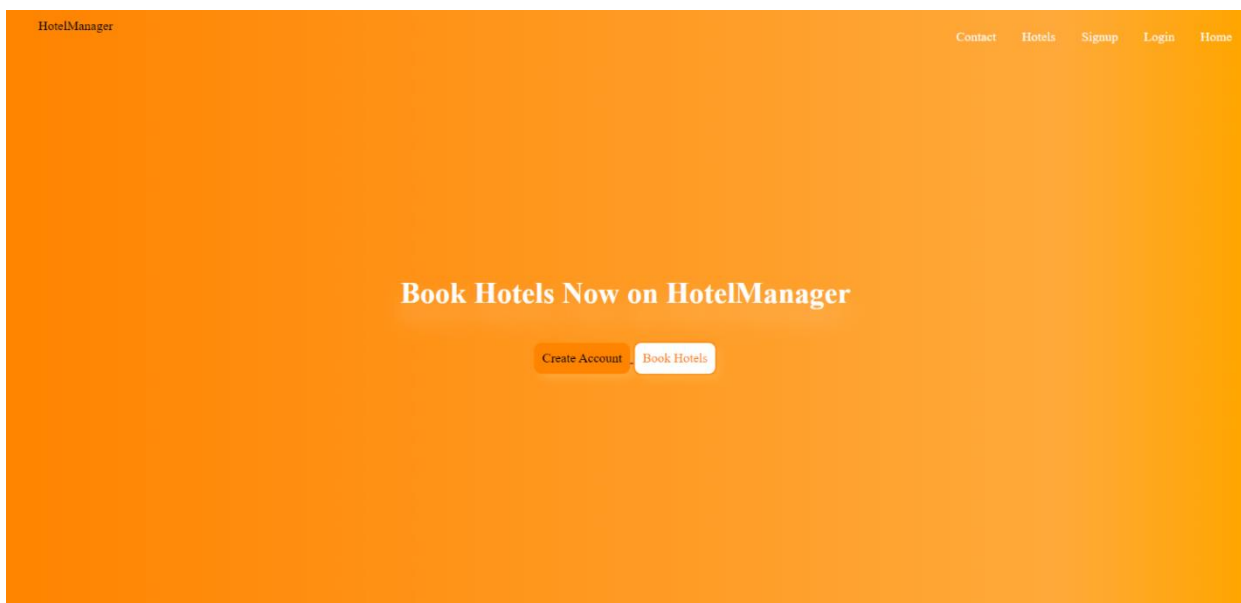 HotelManager
Contact Hotels Signup Login Home
Book Hotels Now on HotelManager
Create Account Book Hotels